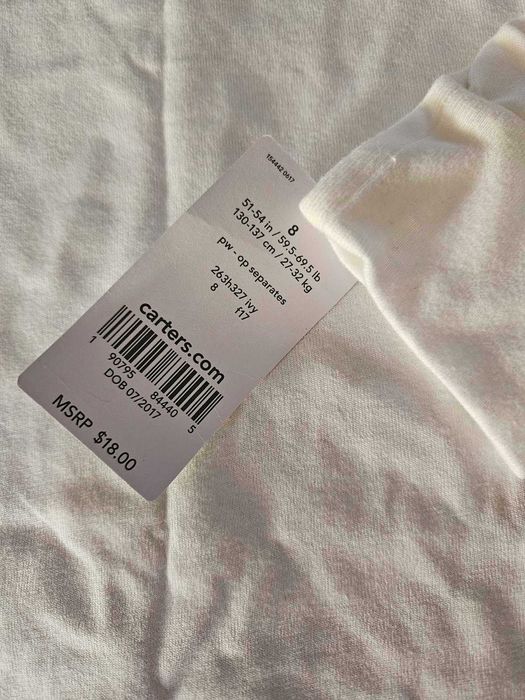 154442 0617
8
51-54 in / 59.5-69.5 lb
130-137 cm / 27-32 kg
pw - op separates
263h327 ivy
8 f17
carters.com
1 90795 84440 5
DOB 07/2017
MSRP $18.00